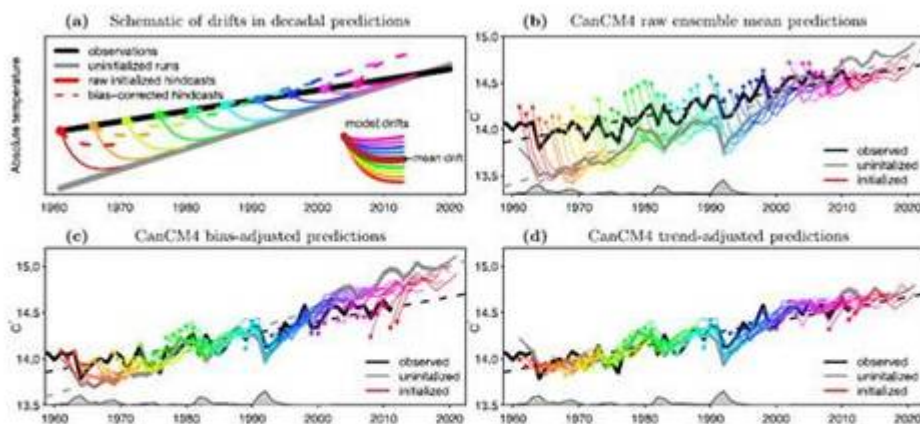 (a) Schematic of drifts in decadal predictions
Absolute temperature
observations
uninitialized runs
raw initialized hindcasts
bias-corrected hindcasts
model drifts
mean drift
1960 1970 1980 1990 2000 2010 2020
(b) CanCM4 raw ensemble mean predictions
C
15.0
14.5
14.0
13.5
observed
uninitialized
initialized
1960 1970 1980 1990 2000 2010 2020
(c) CanCM4 bias-adjusted predictions
C
15.0
14.5
14.0
13.5
observed
uninitialized
initialized
1960 1970 1980 1990 2000 2010 2020
(d) CanCM4 trend-adjusted predictions
C
15.0
14.5
14.0
13.5
observed
uninitialized
initialized
1960 1970 1980 1990 2000 2010 2020